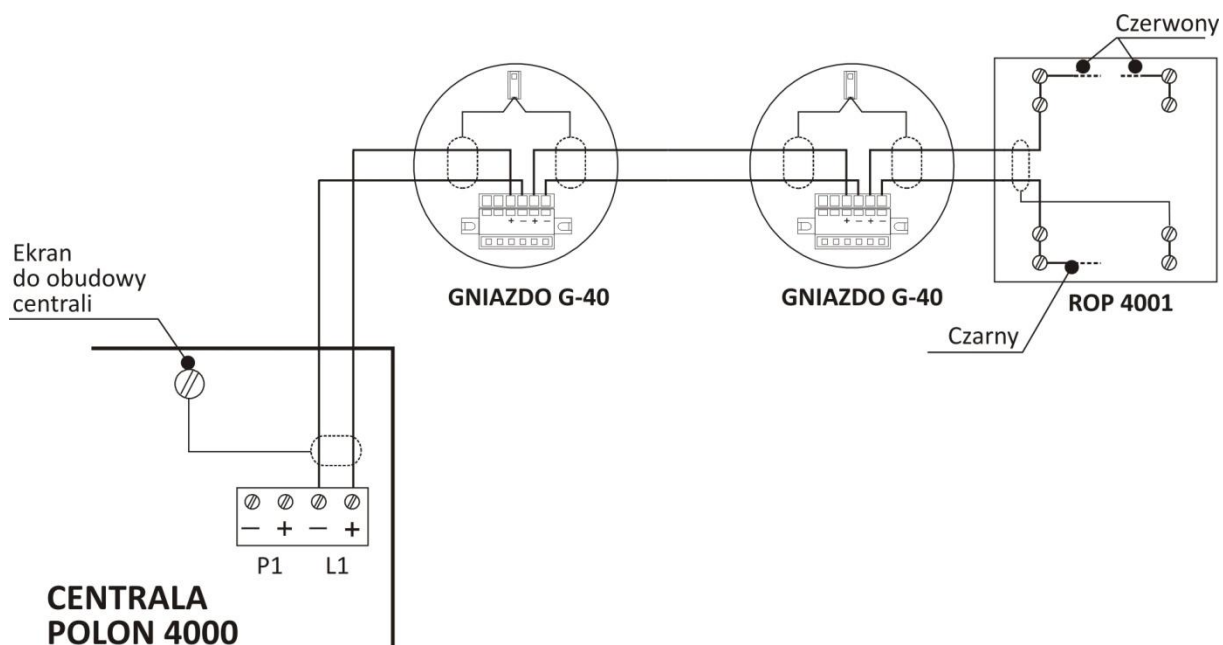 Czerwony
+ − + −
GNIAZDO G-40
+ − + −
GNIAZDO G-40
ROP 4001
Czarny
Ekran
do obudowy
centrali
− + − +
P1 L1
CENTRALA
POLON 4000